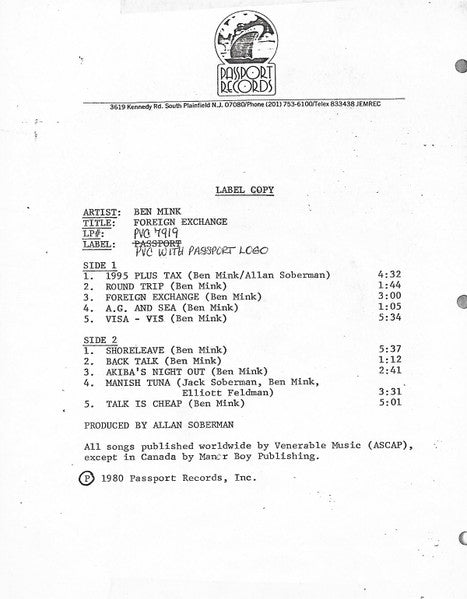 PASSPORT
RECORDS
3619 Kennedy Rd. South Plainfield N.J. 07080/Phone (201) 753-6100/Telex 833438 JEMREC
LABEL COPY
ARTIST: BEN MINK
TITLE: FOREIGN EXCHANGE
LP#: PVC 7919
LABEL: PASSPORT
PVC WITH PASSPORT LOGO
SIDE 1
1. 1995 PLUS TAX (Ben Mink/Allan Soberman) 4:32
2. ROUND TRIP (Ben Mink) 1:44
3. FOREIGN EXCHANGE (Ben Mink) 3:00
4. A.G. AND SEA (Ben Mink) 1:05
5. VISA - VIS (Ben Mink) 5:34
SIDE 2
1. SHORELEAVE (Ben Mink) 5:37
2. BACK TALK (Ben Mink) 1:12
3. AKIBA'S NIGHT OUT (Ben Mink) 2:41
4. MANISH TUNA (Jack Soberman, Ben Mink,
Elliott Feldman) 3:31
5. TALK IS CHEAP (Ben Mink) 5:01
PRODUCED BY ALLAN SOBERMAN
All songs published worldwide by Venerable Music (ASCAP),
except in Canada by Manor Boy Publishing.
Ⓟ 1980 Passport Records, Inc.